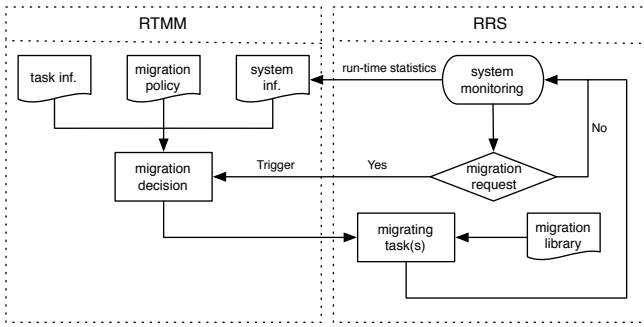 RTMM
RRS
task inf.
migration
policy
system
inf.
run-time statistics
system
monitoring
No
migration
decision
Trigger
Yes
migration
request
migrating
task(s)
migration
library